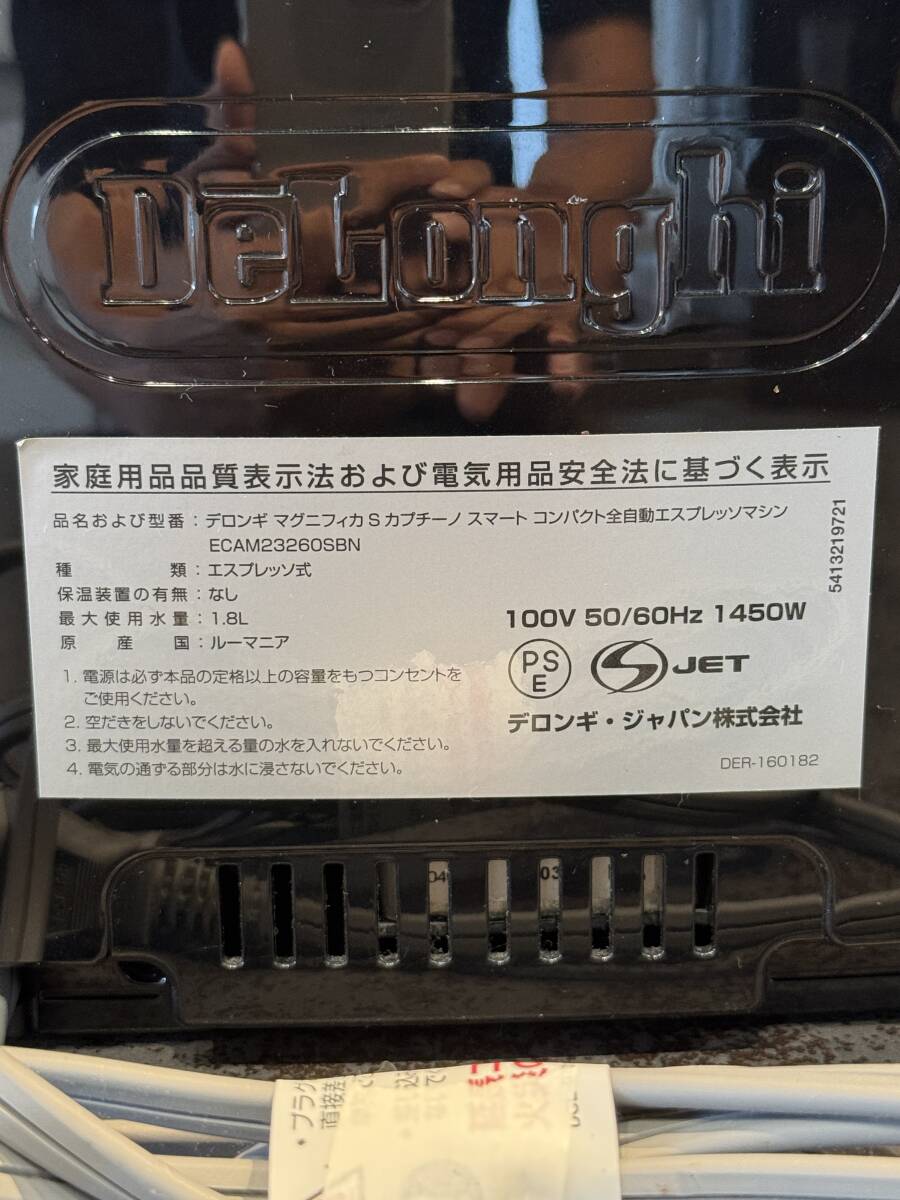 DeLonghi
家庭用品品質表示法および電気用品安全法に基づく表示
品名および型番：デロンギ マグニフィカ S カプチーノ スマート コンパクト全自動エスプレッソマシン
ECAM23260SBN
種類：エスプレッソ式
保温装置の有無：なし
最大使用水量：1.8L
原産国：ルーマニア
1. 電源は必ず本品の定格以上の容量をもつコンセントを
ご使用ください。
2. 空だきをしないでください。
3. 最大使用水量を超える量の水を入れないでください。
4. 電気の通ずる部分は水に浸さないでください。
5413219721
100V 50/60Hz 1450W
PS
E
JET
デロンギ・ジャパン株式会社
DER-160182
04
03
・プラグ
直接差